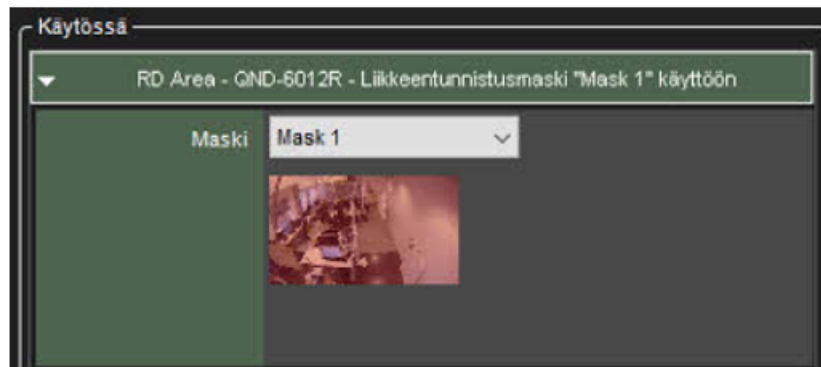 Käytössä
RD Area - QND-6012R - Liikkeentunnistusmaski "Mask 1" käyttöön
Maski
Mask 1